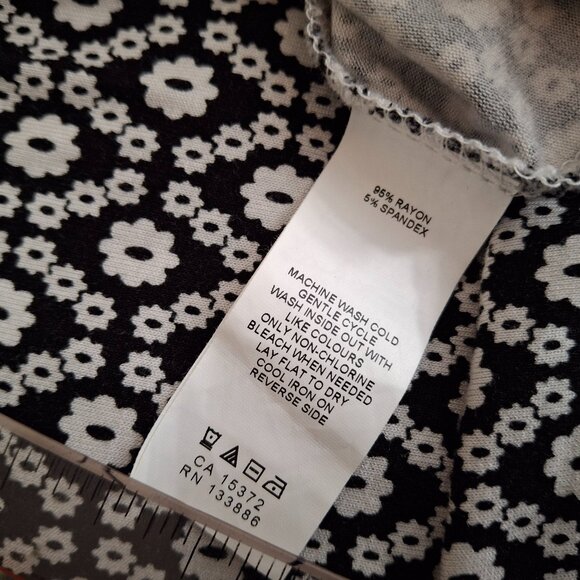 95% RAYON
5% SPANDEX
MACHINE WASH COLD
GENTLE CYCLE
WASH INSIDE OUT WITH
LIKE COLOURS
ONLY NON-CHLORINE
BLEACH WHEN NEEDED
LAY FLAT TO DRY
COOL IRON ON
REVERSE SIDE
CA 15372
RN 133886